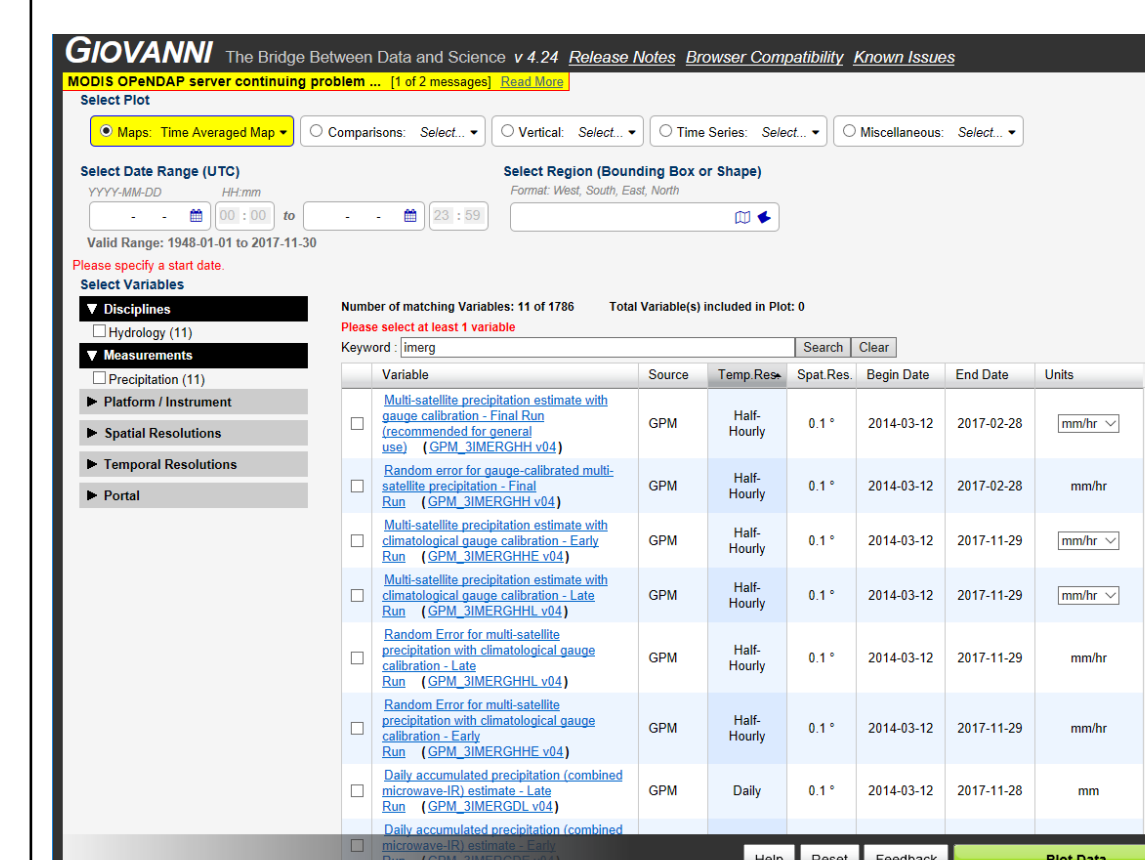 GIOVANNI The Bridge Between Data and Science v 4.24 Release Notes Browser Compatibility Known Issues
MODIS OPeNDAP server continuing problem ... [1 of 2 messages] Read More
Select Plot
Maps: Time Averaged Map Comparisons: Select... Vertical: Select... Time Series: Select... Miscellaneous: Select...
Select Date Range (UTC) Select Region (Bounding Box or Shape)
YYYY-MM-DD HH:mm Format: West, South, East, North
- - 00 : 00 to - - 23 : 59
Valid Range: 1948-01-01 to 2017-11-30
Please specify a start date.
Select Variables
▼ Disciplines
Hydrology (11)
▼ Measurements
Precipitation (11)
► Platform / Instrument
► Spatial Resolutions
► Temporal Resolutions
► Portal
Number of matching Variables: 11 of 1786 Total Variable(s) included in Plot: 0
Please select at least 1 variable
Keyword : imerg Search Clear
Variable Source Temp.Res. Spat.Res. Begin Date End Date Units
Multi-satellite precipitation estimate with
gauge calibration - Final Run
(recommended for general
use) (GPM_3IMERGHH v04)
GPM Half-
Hourly 0.1 ° 2014-03-12 2017-02-28 mm/hr
Random error for gauge-calibrated multi-
satellite precipitation - Final
Run (GPM_3IMERGHH v04)
GPM Half-
Hourly 0.1 ° 2014-03-12 2017-02-28 mm/hr
Multi-satellite precipitation estimate with
climatological gauge calibration - Early
Run (GPM_3IMERGHHE v04)
GPM Half-
Hourly 0.1 ° 2014-03-12 2017-11-29 mm/hr
Multi-satellite precipitation estimate with
climatological gauge calibration - Late
Run (GPM_3IMERGHHL v04)
GPM Half-
Hourly 0.1 ° 2014-03-12 2017-11-29 mm/hr
Random Error for multi-satellite
precipitation with climatological gauge
calibration - Late
Run (GPM_3IMERGHHL v04)
GPM Half-
Hourly 0.1 ° 2014-03-12 2017-11-29 mm/hr
Random Error for multi-satellite
precipitation with climatological gauge
calibration - Early
Run (GPM_3IMERGHHE v04)
GPM Half-
Hourly 0.1 ° 2014-03-12 2017-11-29 mm/hr
Daily accumulated precipitation (combined
microwave-IR) estimate - Late
Run (GPM_3IMERGDL v04)
GPM Daily 0.1 ° 2014-03-12 2017-11-28 mm
Daily accumulated precipitation (combined
microwave-IR) estimate - Early
Run (GPM_3IMERGDE v04)
Help Reset Feedback Plot Data